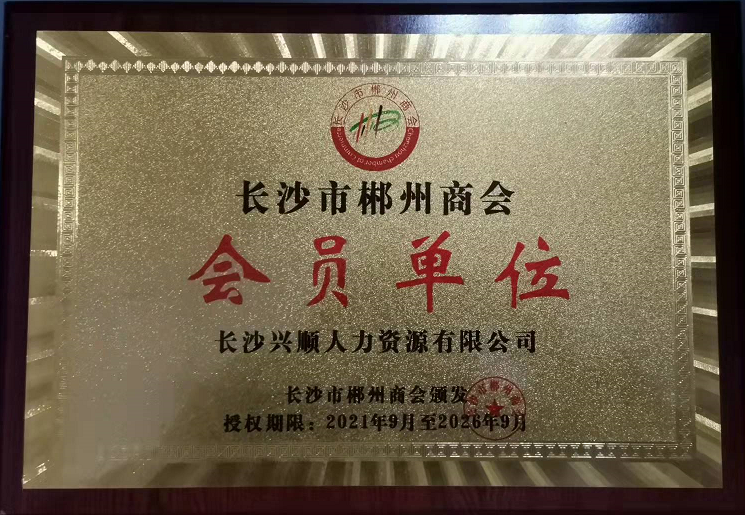 长沙市郴州商会
长沙市郴州商会
会员单位
长沙兴顺人力资源有限公司
长沙市郴州商会颁发
授权期限：2021年9月至2026年9月